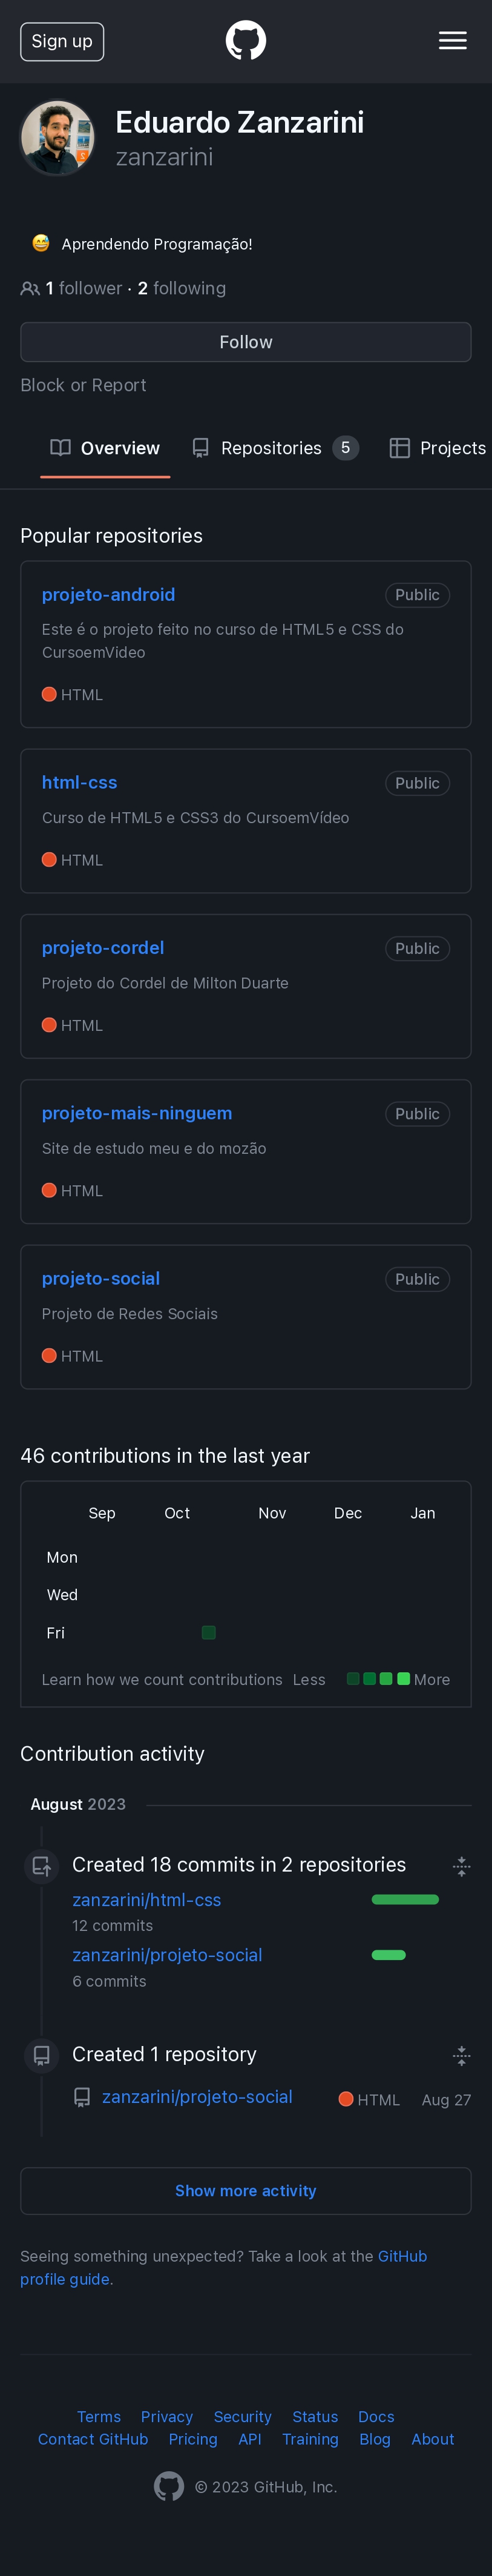 Sign up
Eduardo Zanzarini
zanzarini
😅 Aprendendo Programação!
1 follower · 2 following
Follow
Block or Report
Overview Repositories 5 Projects
Popular repositories
projeto-android Public
Este é o projeto feito no curso de HTML5 e CSS do
CursoemVideo
HTML
html-css Public
Curso de HTML5 e CSS3 do CursoemVídeo
HTML
projeto-cordel Public
Projeto do Cordel de Milton Duarte
HTML
projeto-mais-ninguem Public
Site de estudo meu e do mozão
HTML
projeto-social Public
Projeto de Redes Sociais
HTML
46 contributions in the last year
Sep Oct Nov Dec Jan
Mon
Wed
Fri
Learn how we count contributions Less More
Contribution activity
August 2023
Created 18 commits in 2 repositories
zanzarini/html-css
12 commits
zanzarini/projeto-social
6 commits
Created 1 repository
zanzarini/projeto-social HTML Aug 27
Show more activity
Seeing something unexpected? Take a look at the GitHub
profile guide.
Terms Privacy Security Status Docs
Contact GitHub Pricing API Training Blog About
© 2023 GitHub, Inc.